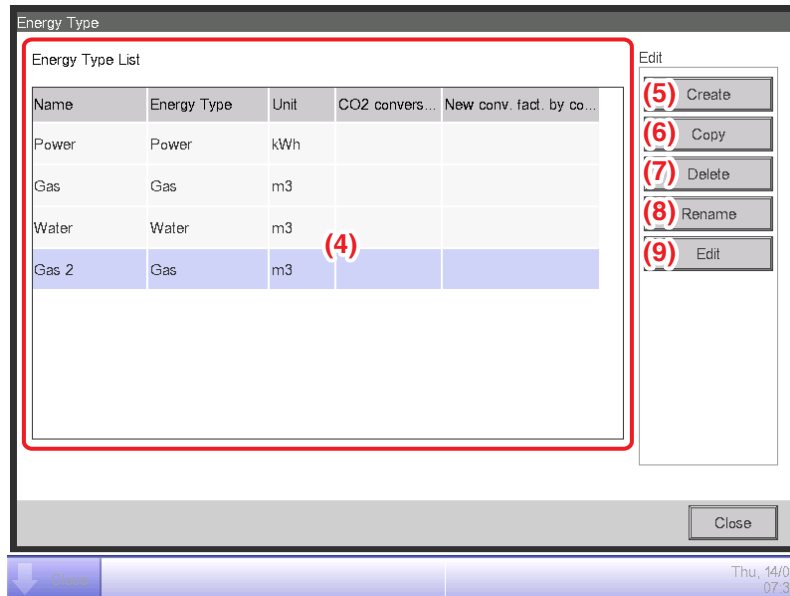 Energy Type
Energy Type List
Edit
Name Energy Type Unit CO2 convers... New conv. fact. by co...
Power Power kWh
Gas Gas m3
Water Water m3
(4)
Gas 2 Gas m3
(5) Create
(6) Copy
(7) Delete
(8) Rename
(9) Edit
Close
Close
Thu, 14/0
07:3